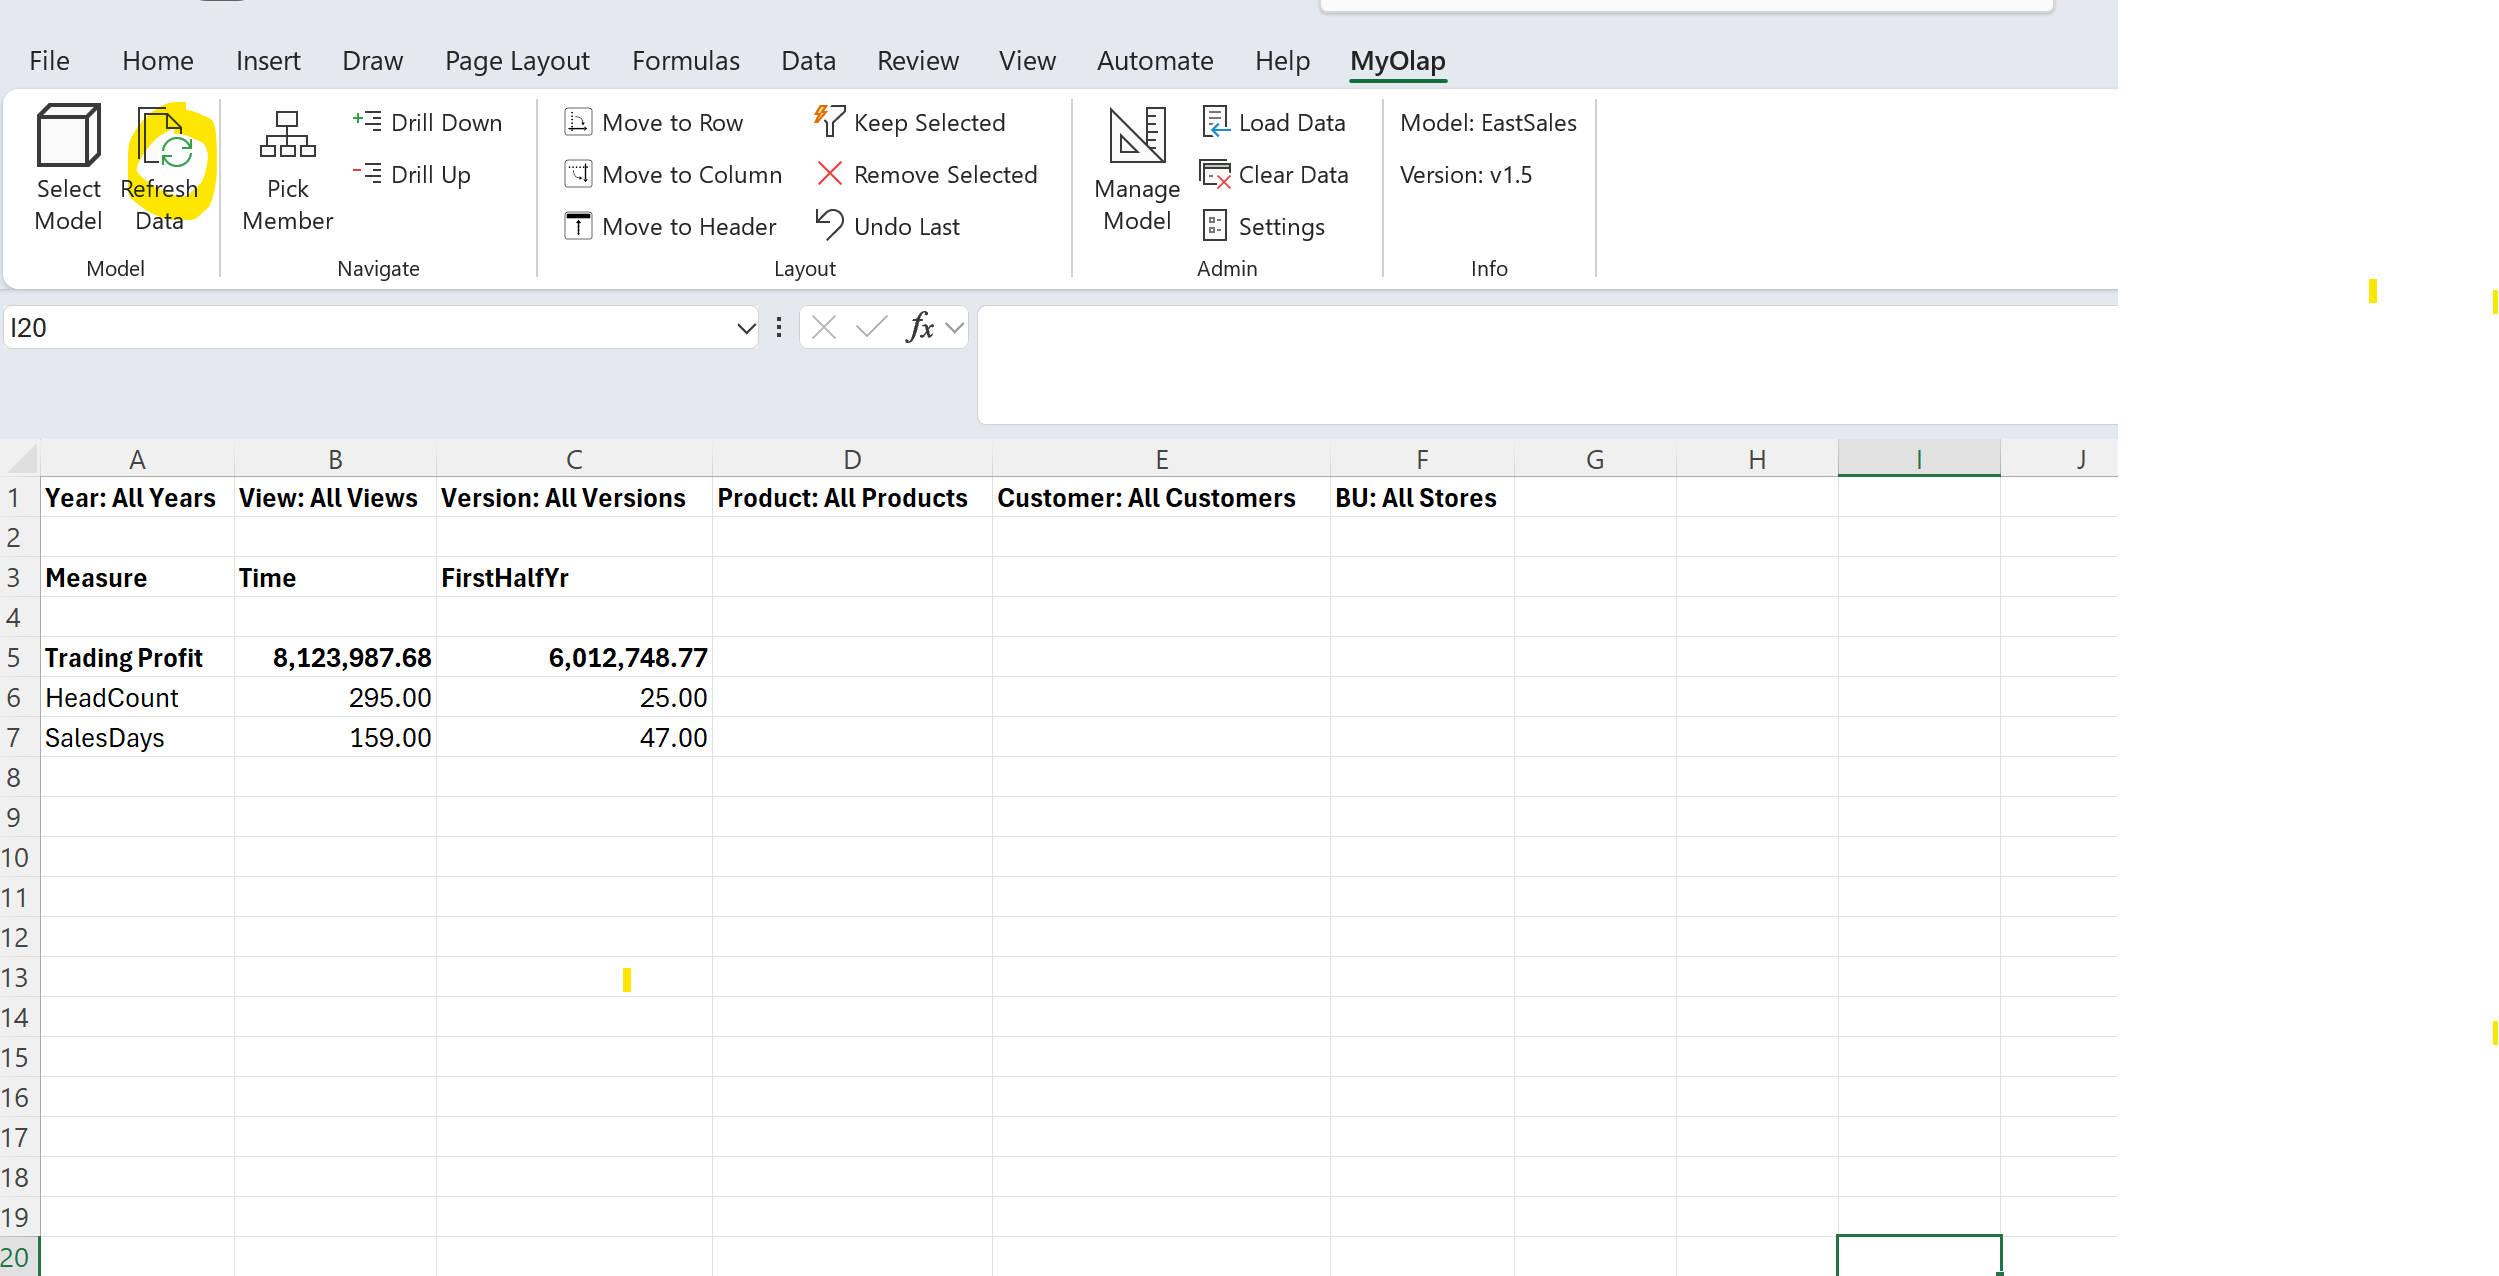 File Home Insert Draw Page Layout Formulas Data Review View Automate Help MyOlap
Select Model
Refresh Data
Model
Pick Member
Drill Down
Drill Up
Navigate
Move to Row
Move to Column
Move to Header
Keep Selected
Remove Selected
Undo Last
Layout
Manage Model
Load Data
Clear Data
Settings
Admin
Model: EastSales
Version: v1.5
Info
I20
fx
A B C D E F G H I J
1 Year: All Years View: All Views Version: All Versions Product: All Products Customer: All Customers BU: All Stores
2
3 Measure Time FirstHalfYr
4
5 Trading Profit 8,123,987.68 6,012,748.77
6 HeadCount 295.00 25.00
7 SalesDays 159.00 47.00
8
9
10
11
12
13
14
15
16
17
18
19
20